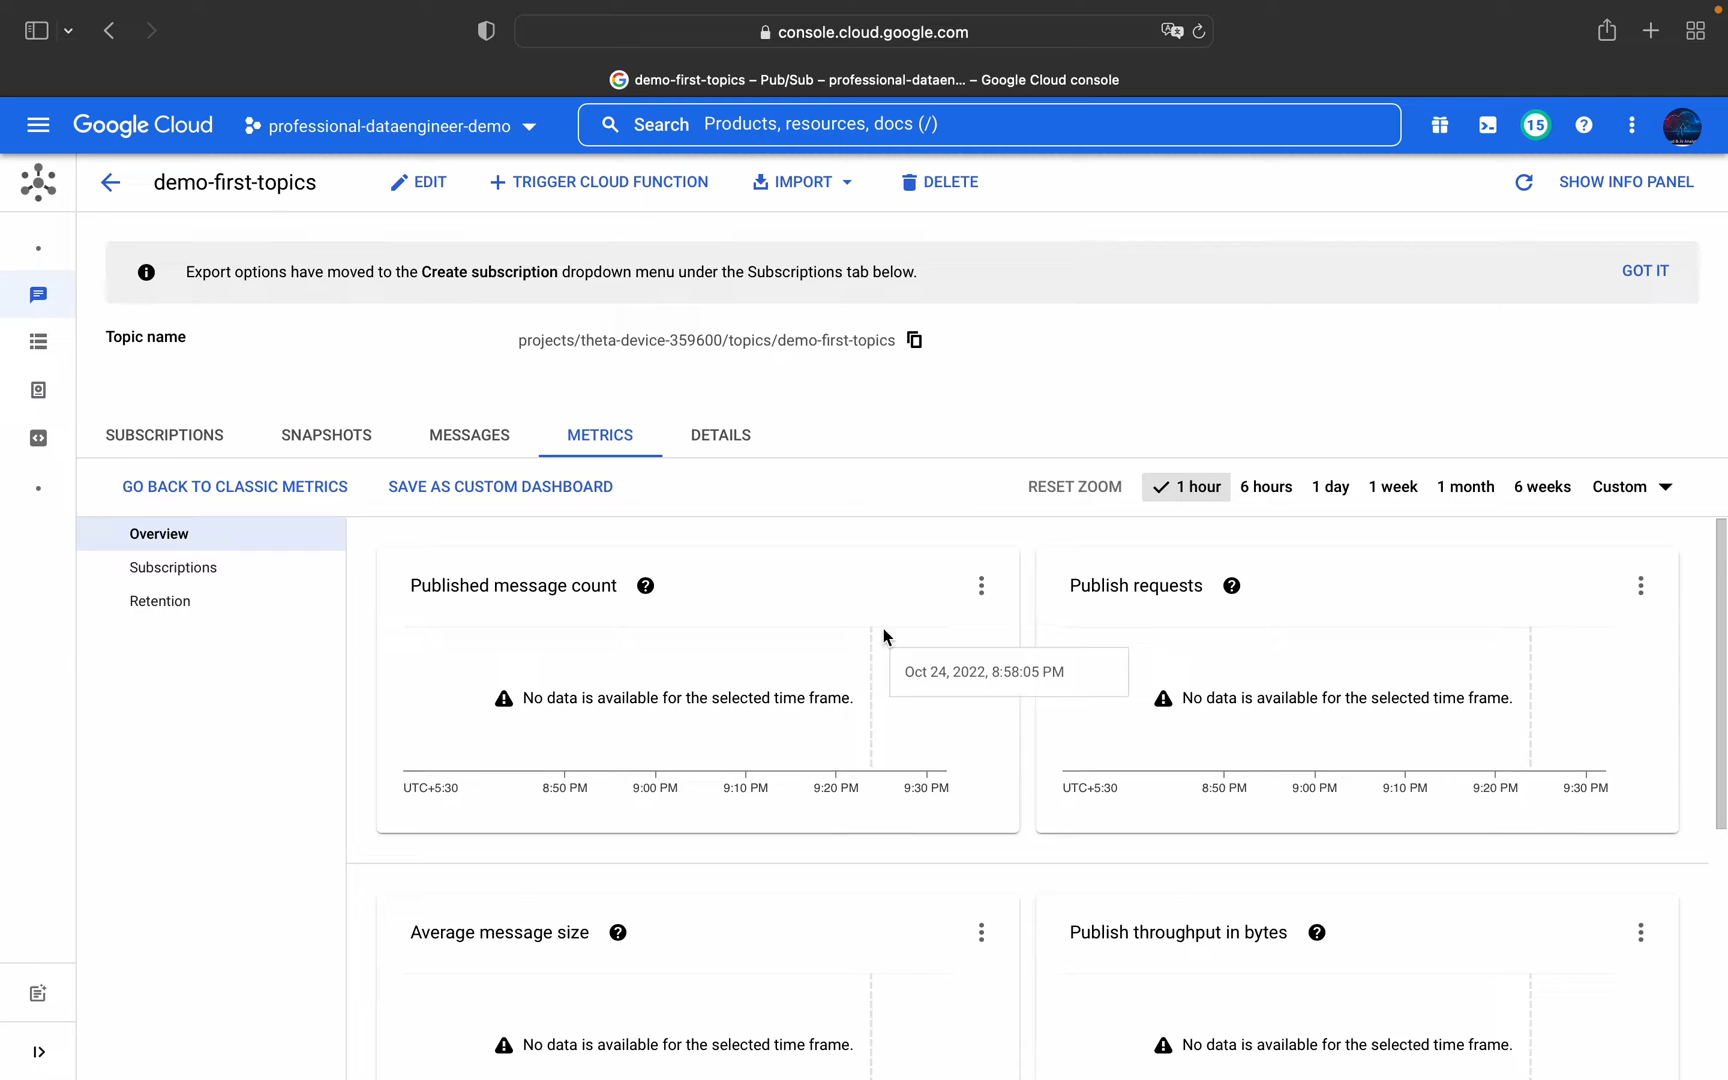 console.cloud.google.com
demo-first-topics – Pub/Sub – professional-dataen... – Google Cloud console
Google Cloud
professional-dataengineer-demo
Search Products, resources, docs (/)
15
demo-first-topics
EDIT
TRIGGER CLOUD FUNCTION
IMPORT
DELETE
SHOW INFO PANEL
Export options have moved to the Create subscription dropdown menu under the Subscriptions tab below.
GOT IT
Topic name
projects/theta-device-359600/topics/demo-first-topics
SUBSCRIPTIONS
SNAPSHOTS
MESSAGES
METRICS
DETAILS
GO BACK TO CLASSIC METRICS
SAVE AS CUSTOM DASHBOARD
RESET ZOOM
1 hour
6 hours
1 day
1 week
1 month
6 weeks
Custom
Overview
Subscriptions
Retention
Published message count
Oct 24, 2022, 8:58:05 PM
No data is available for the selected time frame.
UTC+5:30 8:50 PM 9:00 PM 9:10 PM 9:20 PM 9:30 PM
Publish requests
No data is available for the selected time frame.
UTC+5:30 8:50 PM 9:00 PM 9:10 PM 9:20 PM 9:30 PM
Average message size
No data is available for the selected time frame.
Publish throughput in bytes
No data is available for the selected time frame.